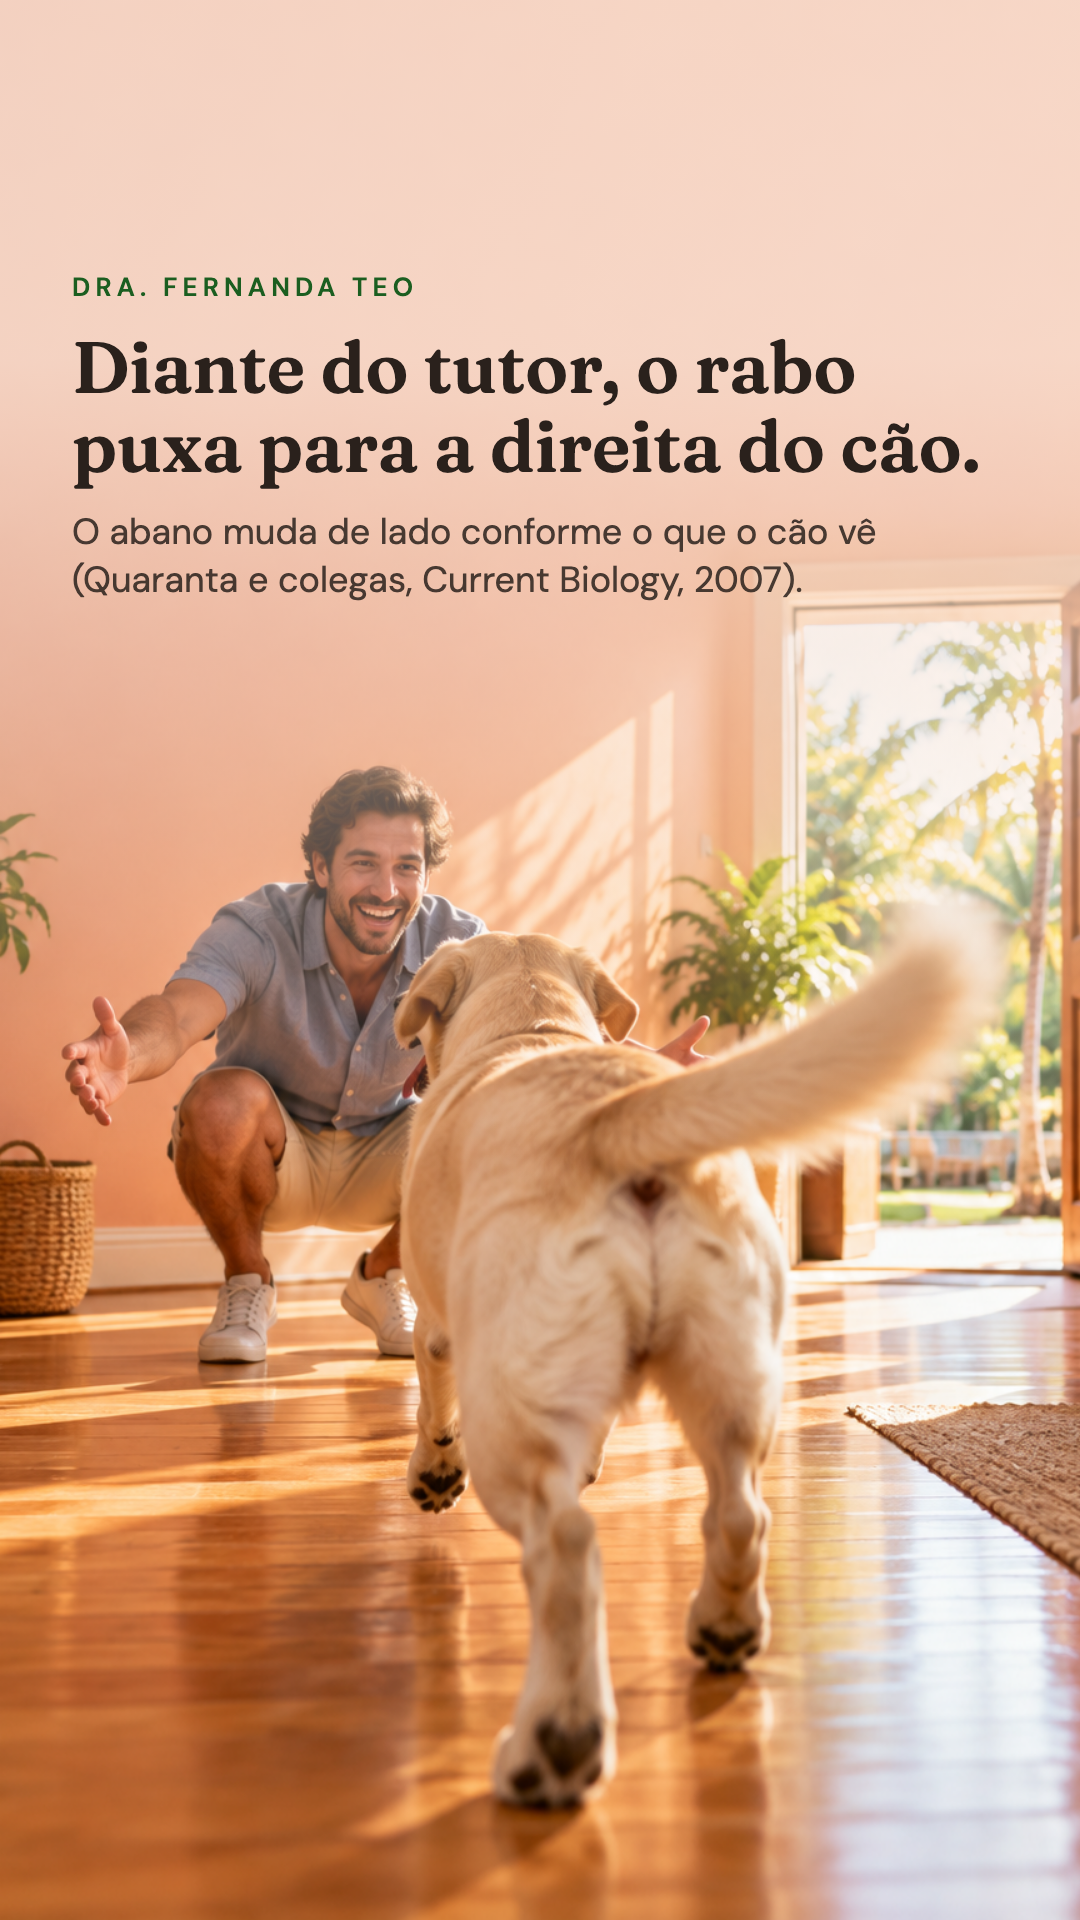 DRA. FERNANDA TEO
Diante do tutor, o rabo
puxa para a direita do cão.
O abano muda de lado conforme o que o cão vê
(Quaranta e colegas, Current Biology, 2007).